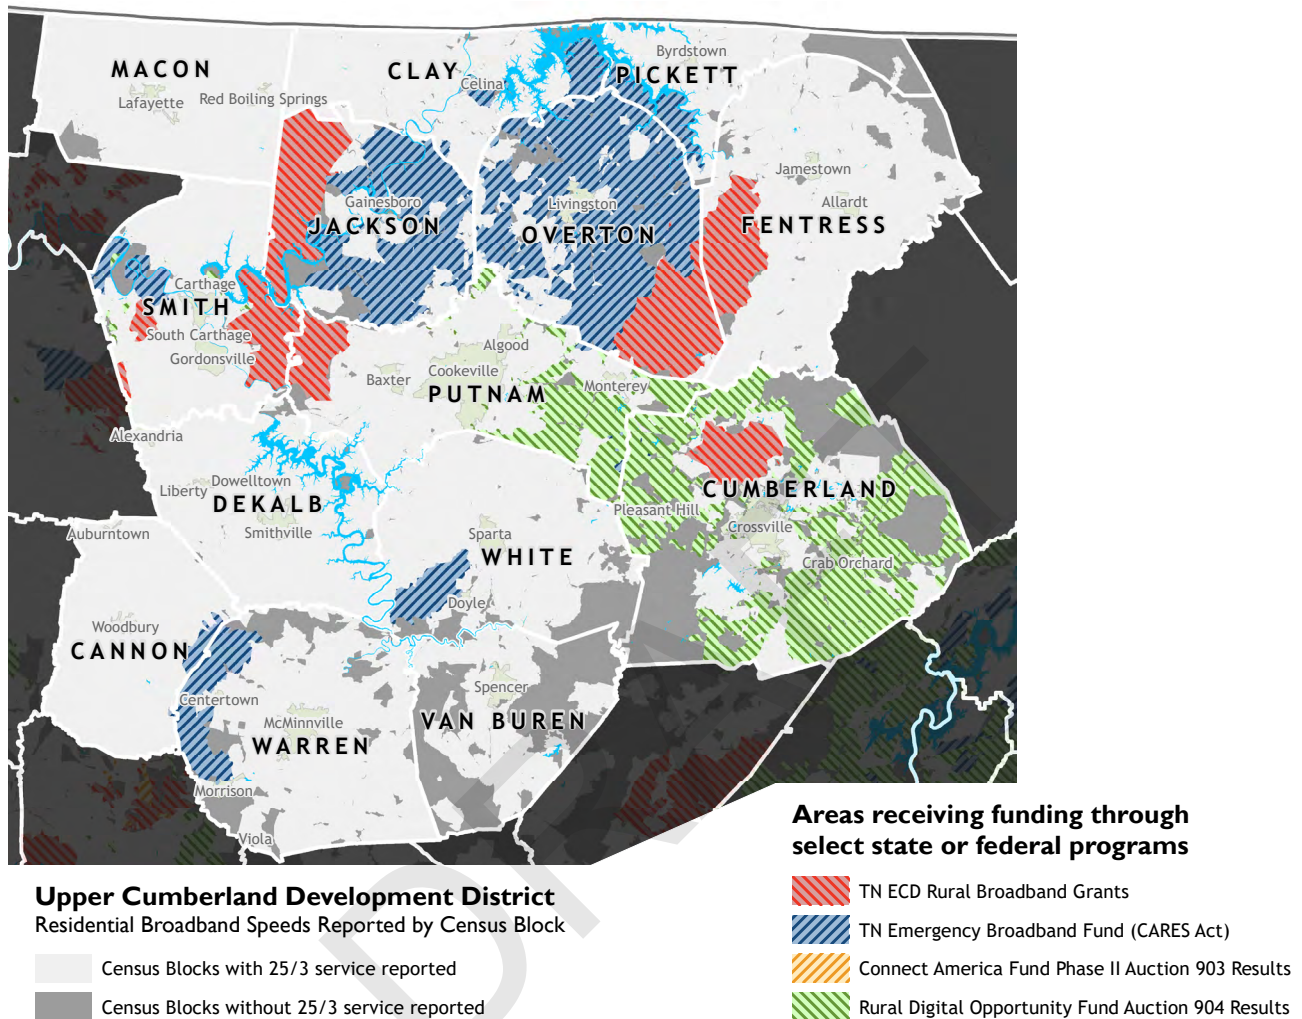 MACON
CLAY
PICKETT
Byrdstown
Celina
Lafayette
Red Boiling Springs
Jamestown
Allardt
Gainesboro
Livingston
JACKSON
OVERTON
FENTRESS
Carthage
SMITH
South Carthage
Gordonsville
Algood
Cookeville
Baxter
Monterey
PUTNAM
Alexandria
Dowelltown
Liberty
DEKALB
Smithville
CUMBERLAND
Pleasant Hill
Crossville
Crab Orchard
Auburntown
Sparta
WHITE
Doyle
Woodbury
CANNON
Centertown
McMinnville
WARREN
Spencer
VAN BUREN
Morrison
Viola
DRAFT
Areas receiving funding through
select state or federal programs
TN ECD Rural Broadband Grants
TN Emergency Broadband Fund (CARES Act)
Connect America Fund Phase II Auction 903 Results
Rural Digital Opportunity Fund Auction 904 Results
Upper Cumberland Development District
Residential Broadband Speeds Reported by Census Block
Census Blocks with 25/3 service reported
Census Blocks without 25/3 service reported